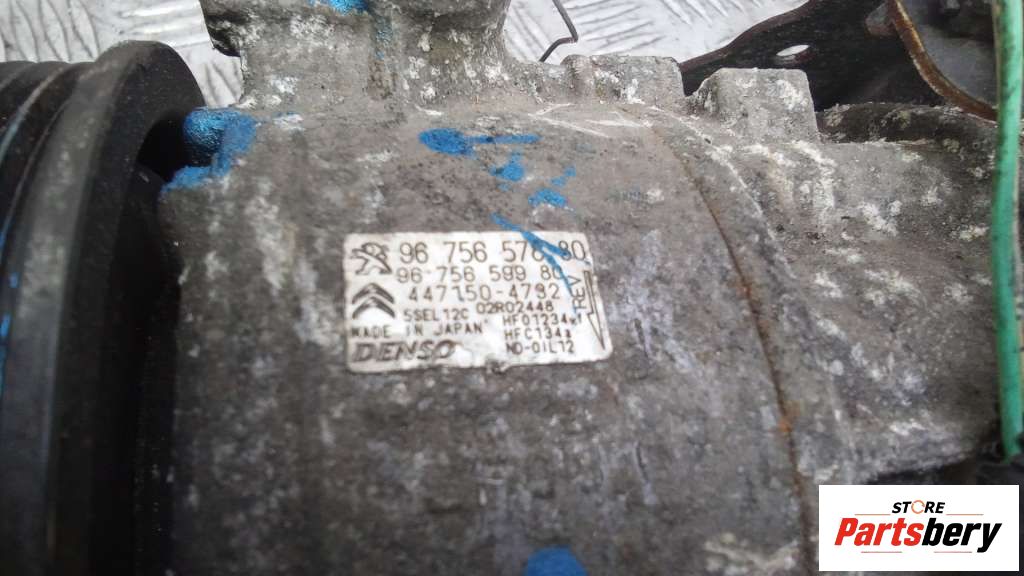 96 756 576 80
96 756 599 80
447150-4792
5SEL12C 02R02448
HFO1234yf
MADE IN JAPAN
HFC134a
DENSO
ND-OIL12
REV
STORE
Partsbery